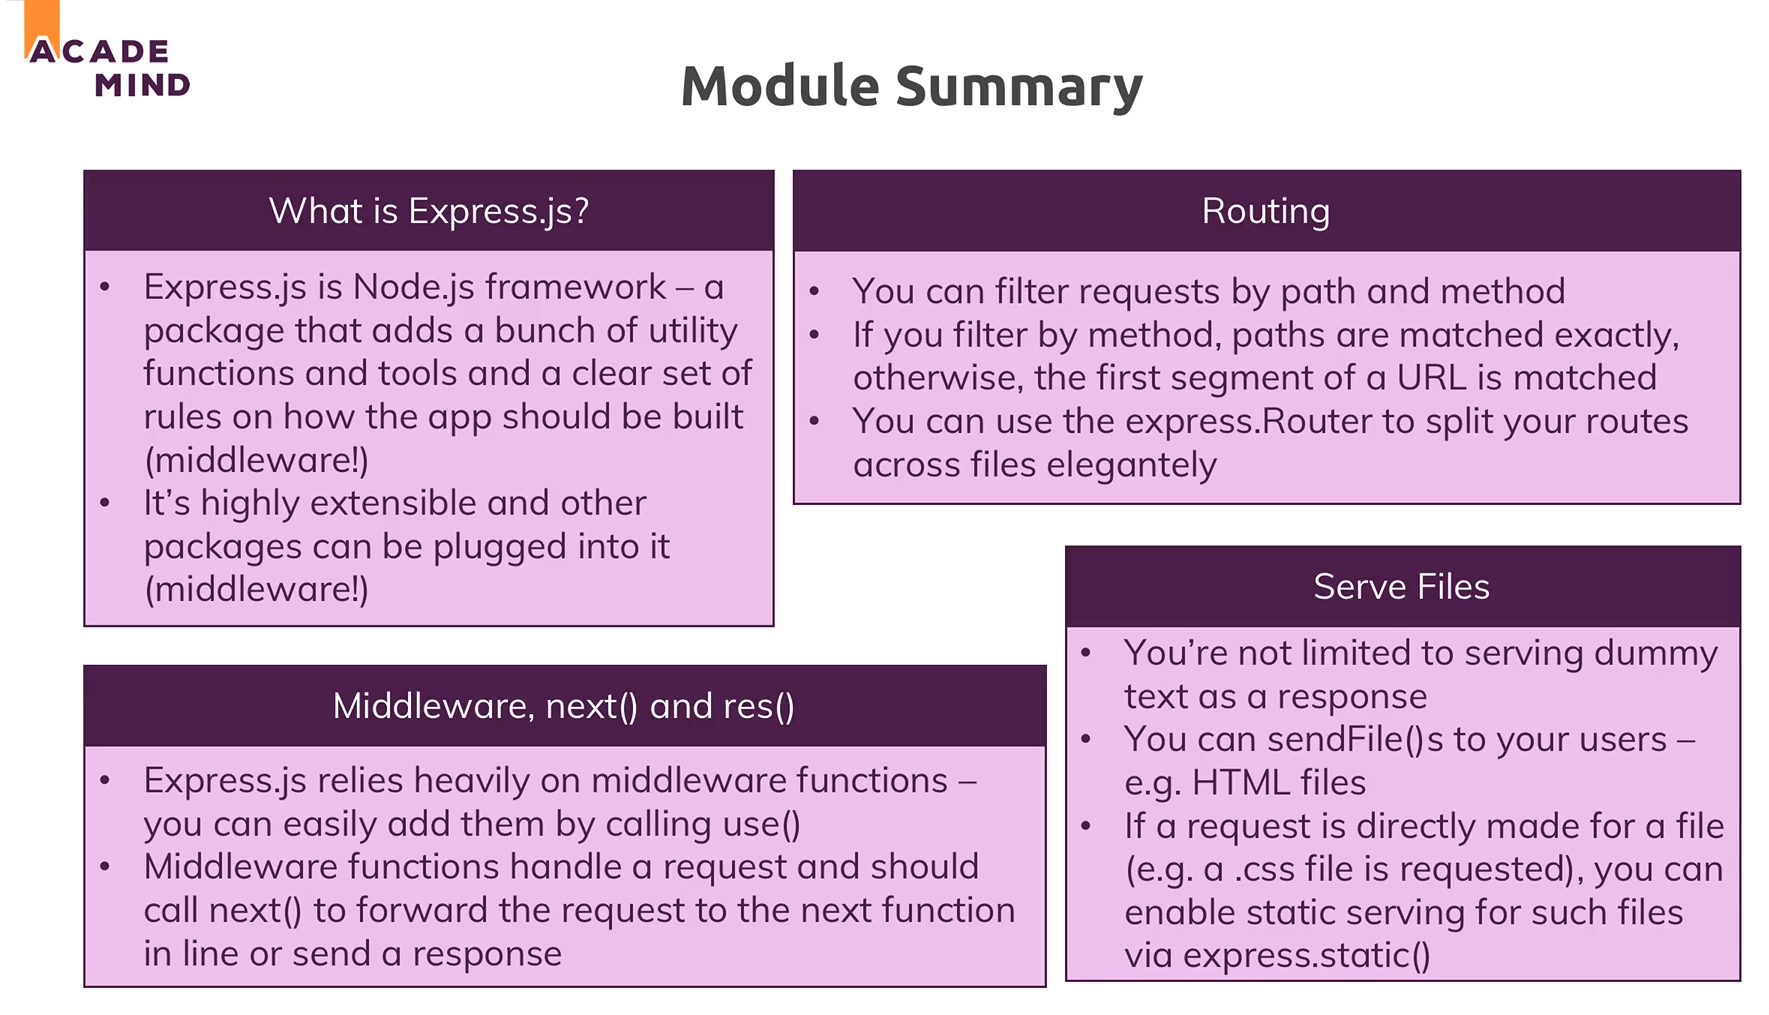 ACADE
MIND
Module Summary
What is Express.js?
• Express.js is Node.js framework – a
package that adds a bunch of utility
functions and tools and a clear set of
rules on how the app should be built
(middleware!)
• It’s highly extensible and other
packages can be plugged into it
(middleware!)
Routing
• You can filter requests by path and method
• If you filter by method, paths are matched exactly,
otherwise, the first segment of a URL is matched
• You can use the express.Router to split your routes
across files elegantely
Middleware, next() and res()
• Express.js relies heavily on middleware functions –
you can easily add them by calling use()
• Middleware functions handle a request and should
call next() to forward the request to the next function
in line or send a response
Serve Files
• You’re not limited to serving dummy
text as a response
• You can sendFile()s to your users –
e.g. HTML files
• If a request is directly made for a file
(e.g. a .css file is requested), you can
enable static serving for such files
via express.static()